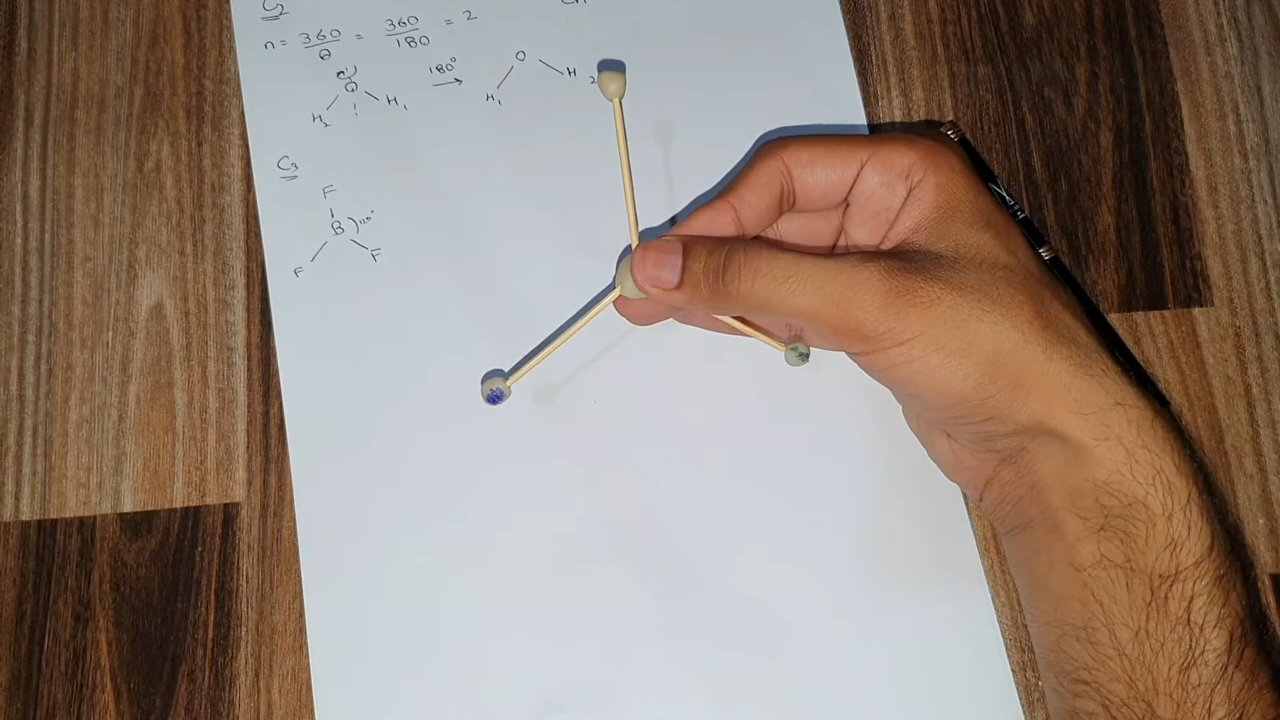 C2
n = 360/θ = 360/180 = 2
O 180° O
H2 H1 → H1 H2
C3
F
B 120°
F F